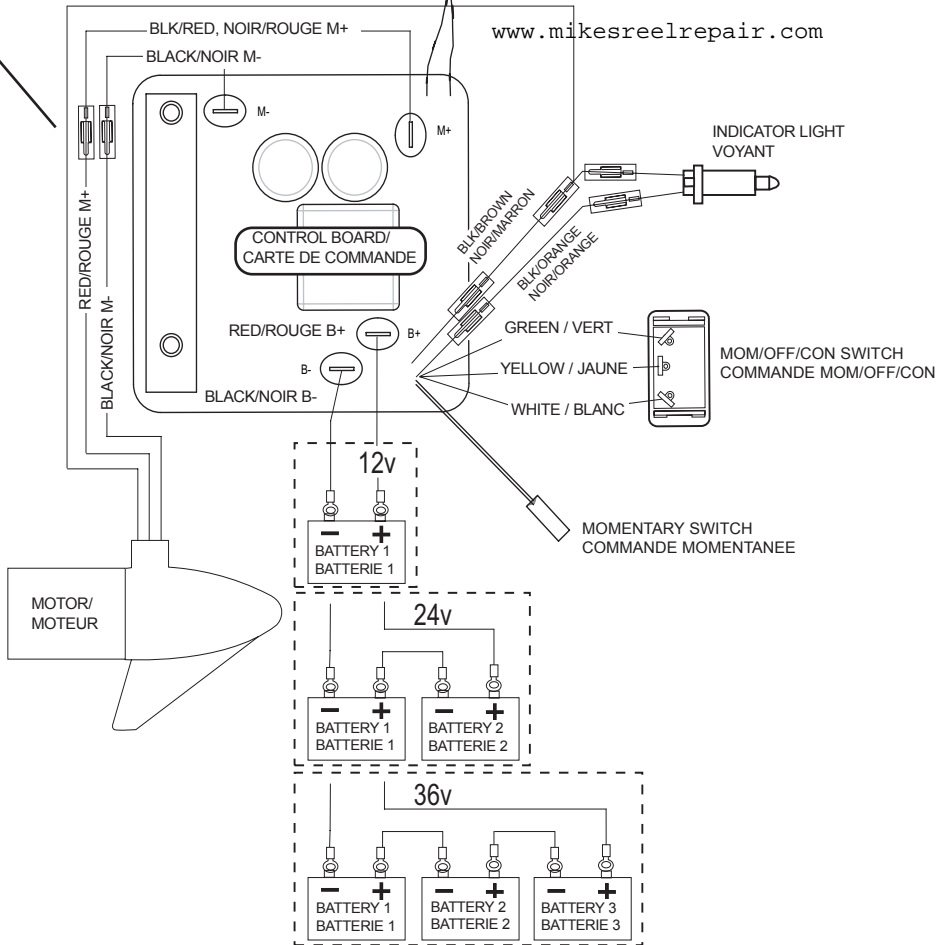 www.mikesreelrepair.com
BLK/RED, NOIR/ROUGE M+
BLACK/NOIR M-
M-
M+
INDICATOR LIGHT
VOYANT
RED/ROUGE M+
BLACK/NOIR M-
CONTROL BOARD/
CARTE DE COMMANDE
BLK/BROWN
NOIR/MARRON
BLK/ORANGE
NOIR/ORANGE
RED/ROUGE B+
B+
GREEN / VERT
YELLOW / JAUNE
WHITE / BLANC
MOM/OFF/CON SWITCH
COMMANDE MOM/OFF/CON
B-
BLACK/NOIR B-
12v
- +
BATTERY 1
BATTERIE 1
MOMENTARY SWITCH
COMMANDE MOMENTANEE
MOTOR/
MOTEUR
24v
- +
BATTERY 1
BATTERIE 1
- +
BATTERY 2
BATTERIE 2
36v
- +
BATTERY 1
BATTERIE 1
- +
BATTERY 2
BATTERIE 2
- +
BATTERY 3
BATTERIE 3